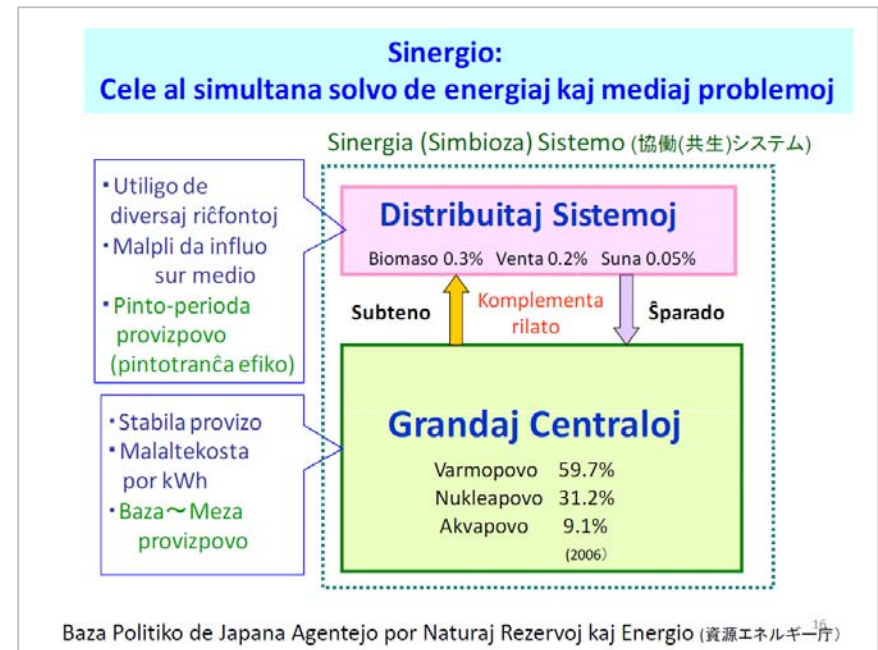 Sinergio:
Cele al simultana solvo de energiaj kaj mediaj problemoj
Sinergia (Simbioza) Sistemo (協働(共生)システム)
・Utiligo de
diversaj riĉfontoj
・Malpli da influo
sur medio
・Pinto-perioda
provizpovo
(pintotranĉa efiko)
Distribuitaj Sistemoj
Biomaso 0.3% Venta 0.2% Suna 0.05%
Subteno
Komplementa
rilato
Ŝparado
・Stabila provizo
・Malaltekosta
por kWh
・Baza～Meza
provizpovo
Grandaj Centraloj
Varmopovo 59.7%
Nukleapovo 31.2%
Akvapovo 9.1%
(2006)
Baza Politiko de Japana Agentejo por Naturaj Rezervoj kaj Energio (資源エネルギー庁)
16